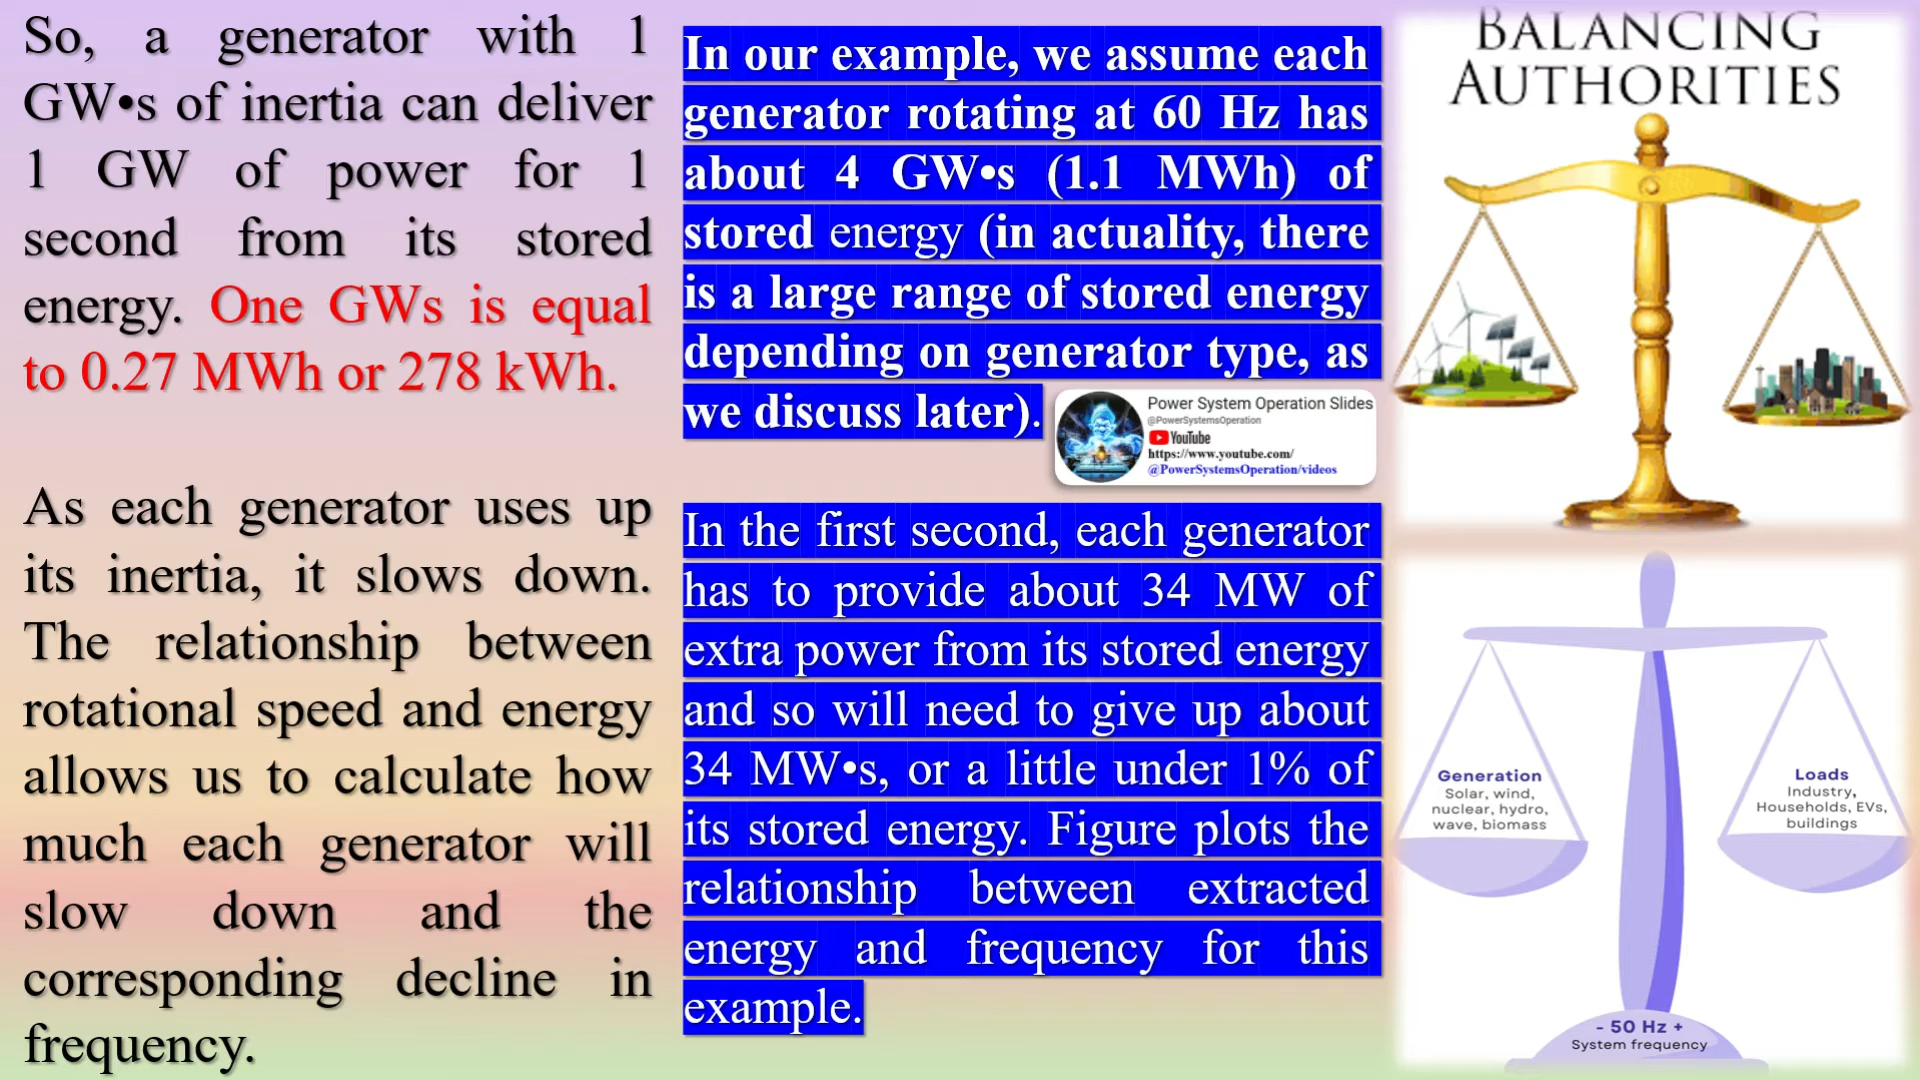 So, a generator with 1
GW•s of inertia can deliver
1 GW of power for 1
second from its stored
energy. One GWs is equal
to 0.27 MWh or 278 kWh.
As each generator uses up
its inertia, it slows down.
The relationship between
rotational speed and energy
allows us to calculate how
much each generator will
slow down and the
corresponding decline in
frequency.
In our example, we assume each
generator rotating at 60 Hz has
about 4 GW•s (1.1 MWh) of
stored energy (in actuality, there
is a large range of stored energy
depending on generator type, as
we discuss later).
Power System Operation Slides
@PowerSystemsOperation
YouTube
https://www.youtube.com/
@PowerSystemsOperation/videos
In the first second, each generator
has to provide about 34 MW of
extra power from its stored energy
and so will need to give up about
34 MW•s, or a little under 1% of
its stored energy. Figure plots the
relationship between extracted
energy and frequency for this
example.
BALANCING
AUTHORITIES
Generation
Solar, wind,
nuclear, hydro,
wave, biomass
Loads
Industry,
Households, EVs,
buildings
- 50 Hz +
System frequency